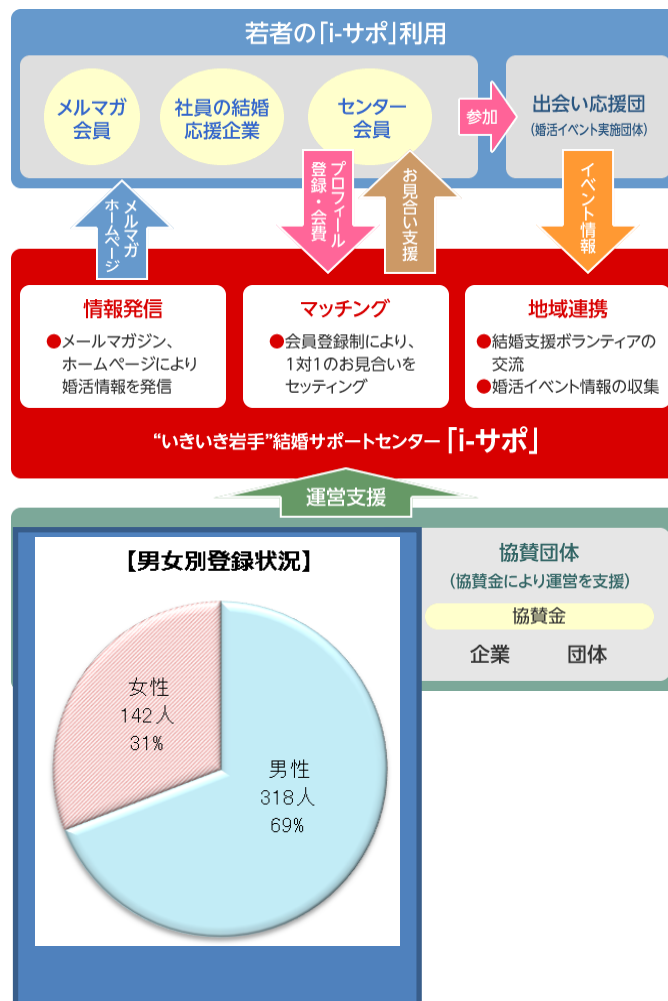 若者の「i-サポ」利用
メルマガ
会員
社員の結婚
応援企業
センター
会員
参加
出会い応援団
(婚活イベント実施団体)
メルマガ
ホームページ
プロフィール
登録・会費
お見合い支援
イベント情報
情報発信
●メールマガジン、
ホームページにより
婚活情報を発信
マッチング
●会員登録制により、
1対1のお見合いを
セッティング
地域連携
●結婚支援ボランティアの
交流
●婚活イベント情報の収集
“いきいき岩手”結婚サポートセンター「i-サポ」
運営支援
【男女別登録状況】
女性
142人
31%
男性
318人
69%
協賛団体
(協賛金により運営を支援)
協賛金
企業 団体